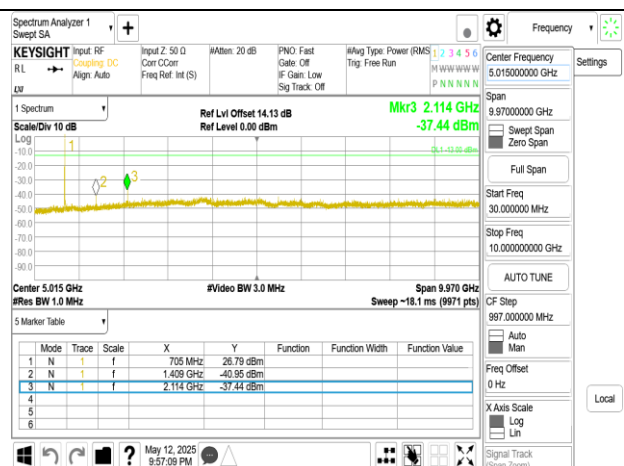 Spectrum Analyzer 1
Swept SA
+
Frequency
KEYSIGHT
RL
Input: RF
Coupling: DC
Align: Auto
Input Z: 50 Ω
Corr CCorr
Freq Ref: Int (S)
#Atten: 20 dB
PNO: Fast
Gate: Off
IF Gain: Low
Sig Track: Off
#Avg Type: Power (RMS
Trig: Free Run
1 2 3 4 5 6
M W W W W W
P N N N N N
Settings
Center Frequency
5.015000000 GHz
Span
9.97000000 GHz
Swept Span
Zero Span
Full Span
Start Freq
30.000000 MHz
Stop Freq
10.000000000 GHz
AUTO TUNE
CF Step
997.000000 MHz
Auto
Man
Freq Offset
0 Hz
X Axis Scale
Log
Lin
Signal Track
(Span Zoom)
Local
1 Spectrum
Scale/Div 10 dB
Ref Lvl Offset 14.13 dB
Ref Level 0.00 dBm
Mkr3 2.114 GHz
-37.44 dBm
Log
-10.0
-20.0
-30.0
-40.0
-50.0
-60.0
-70.0
-80.0
-90.0
1
2
3
DL1 -13.00 dBm
Center 5.015 GHz
#Res BW 1.0 MHz
#Video BW 3.0 MHz
Span 9.970 GHz
Sweep ~18.1 ms (9971 pts)
5 Marker Table
Mode Trace Scale X Y Function Function Width Function Value
1 N 1 f 705 MHz 26.79 dBm
2 N 1 f 1.409 GHz -40.95 dBm
3 N 1 f 2.114 GHz -37.44 dBm
4
5
6
?
May 12, 2025
9:57:09 PM